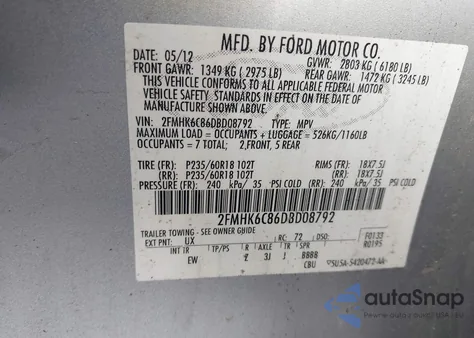 MFD. BY FORD MOTOR CO.
DATE: 05/12 GVWR: 2803 KG (6180 LB)
FRONT GAWR: 1349 KG (2975 LB) REAR GAWR: 1472 KG (3245 LB)
THIS VEHICLE CONFORMS TO ALL APPLICABLE FEDERAL MOTOR
VEHICLE SAFETY STANDARDS IN EFFECT ON THE DATE OF
MANUFACTURE SHOWN ABOVE.
VIN: 2FMHK6C86DBD08792 TYPE: MPV
MAXIMUM LOAD = OCCUPANTS + LUGGAGE = 526KG/1160LB
OCCUPANTS = 7 TOTAL; 2 FRONT, 5 REAR
TIRE (FR): P235/60R18 102T RIMS (FR): 18X7.5J
(RR): P235/60R18 102T (RR): 18X7.5J
PRESSURE (FR): 240 kPa/ 35 PSI COLD (RR): 240 kPa/ 35 PSI COLD
2FMHK6C86DBD08792
TRAILER TOWING - SEE OWNER GUIDE F0133
EXT PNT: UX RC: 72 DSO: R0195
INT TR TP/PS R AXLE TR SPR
EW 2 3J J BBBB
CBU
autoSnap